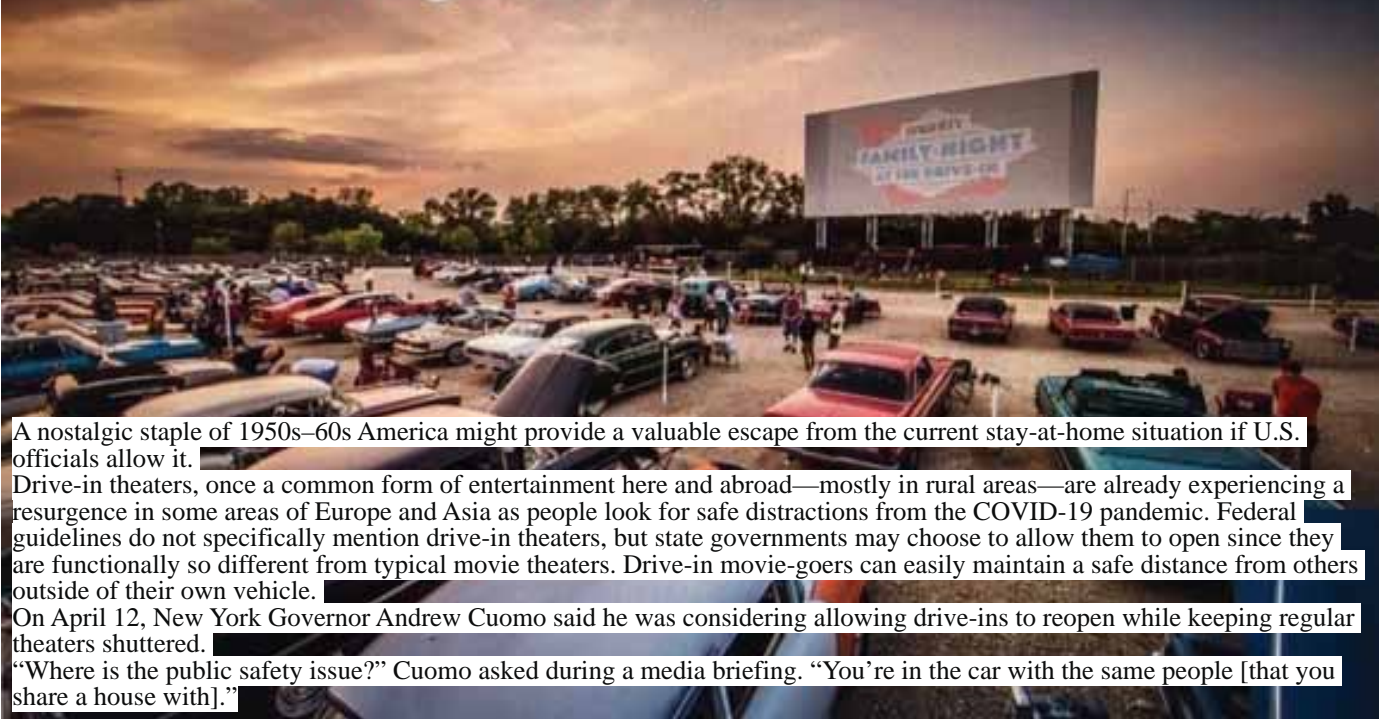 FAMILY NIGHT
AT THE DRIVE-IN
A nostalgic staple of 1950s–60s America might provide a valuable escape from the current stay-at-home situation if U.S.
officials allow it.
Drive-in theaters, once a common form of entertainment here and abroad—mostly in rural areas—are already experiencing a
resurgence in some areas of Europe and Asia as people look for safe distractions from the COVID-19 pandemic. Federal
guidelines do not specifically mention drive-in theaters, but state governments may choose to allow them to open since they
are functionally so different from typical movie theaters. Drive-in movie-goers can easily maintain a safe distance from others
outside of their own vehicle.
On April 12, New York Governor Andrew Cuomo said he was considering allowing drive-ins to reopen while keeping regular
theaters shuttered.
“Where is the public safety issue?” Cuomo asked during a media briefing. “You’re in the car with the same people [that you
share a house with].”